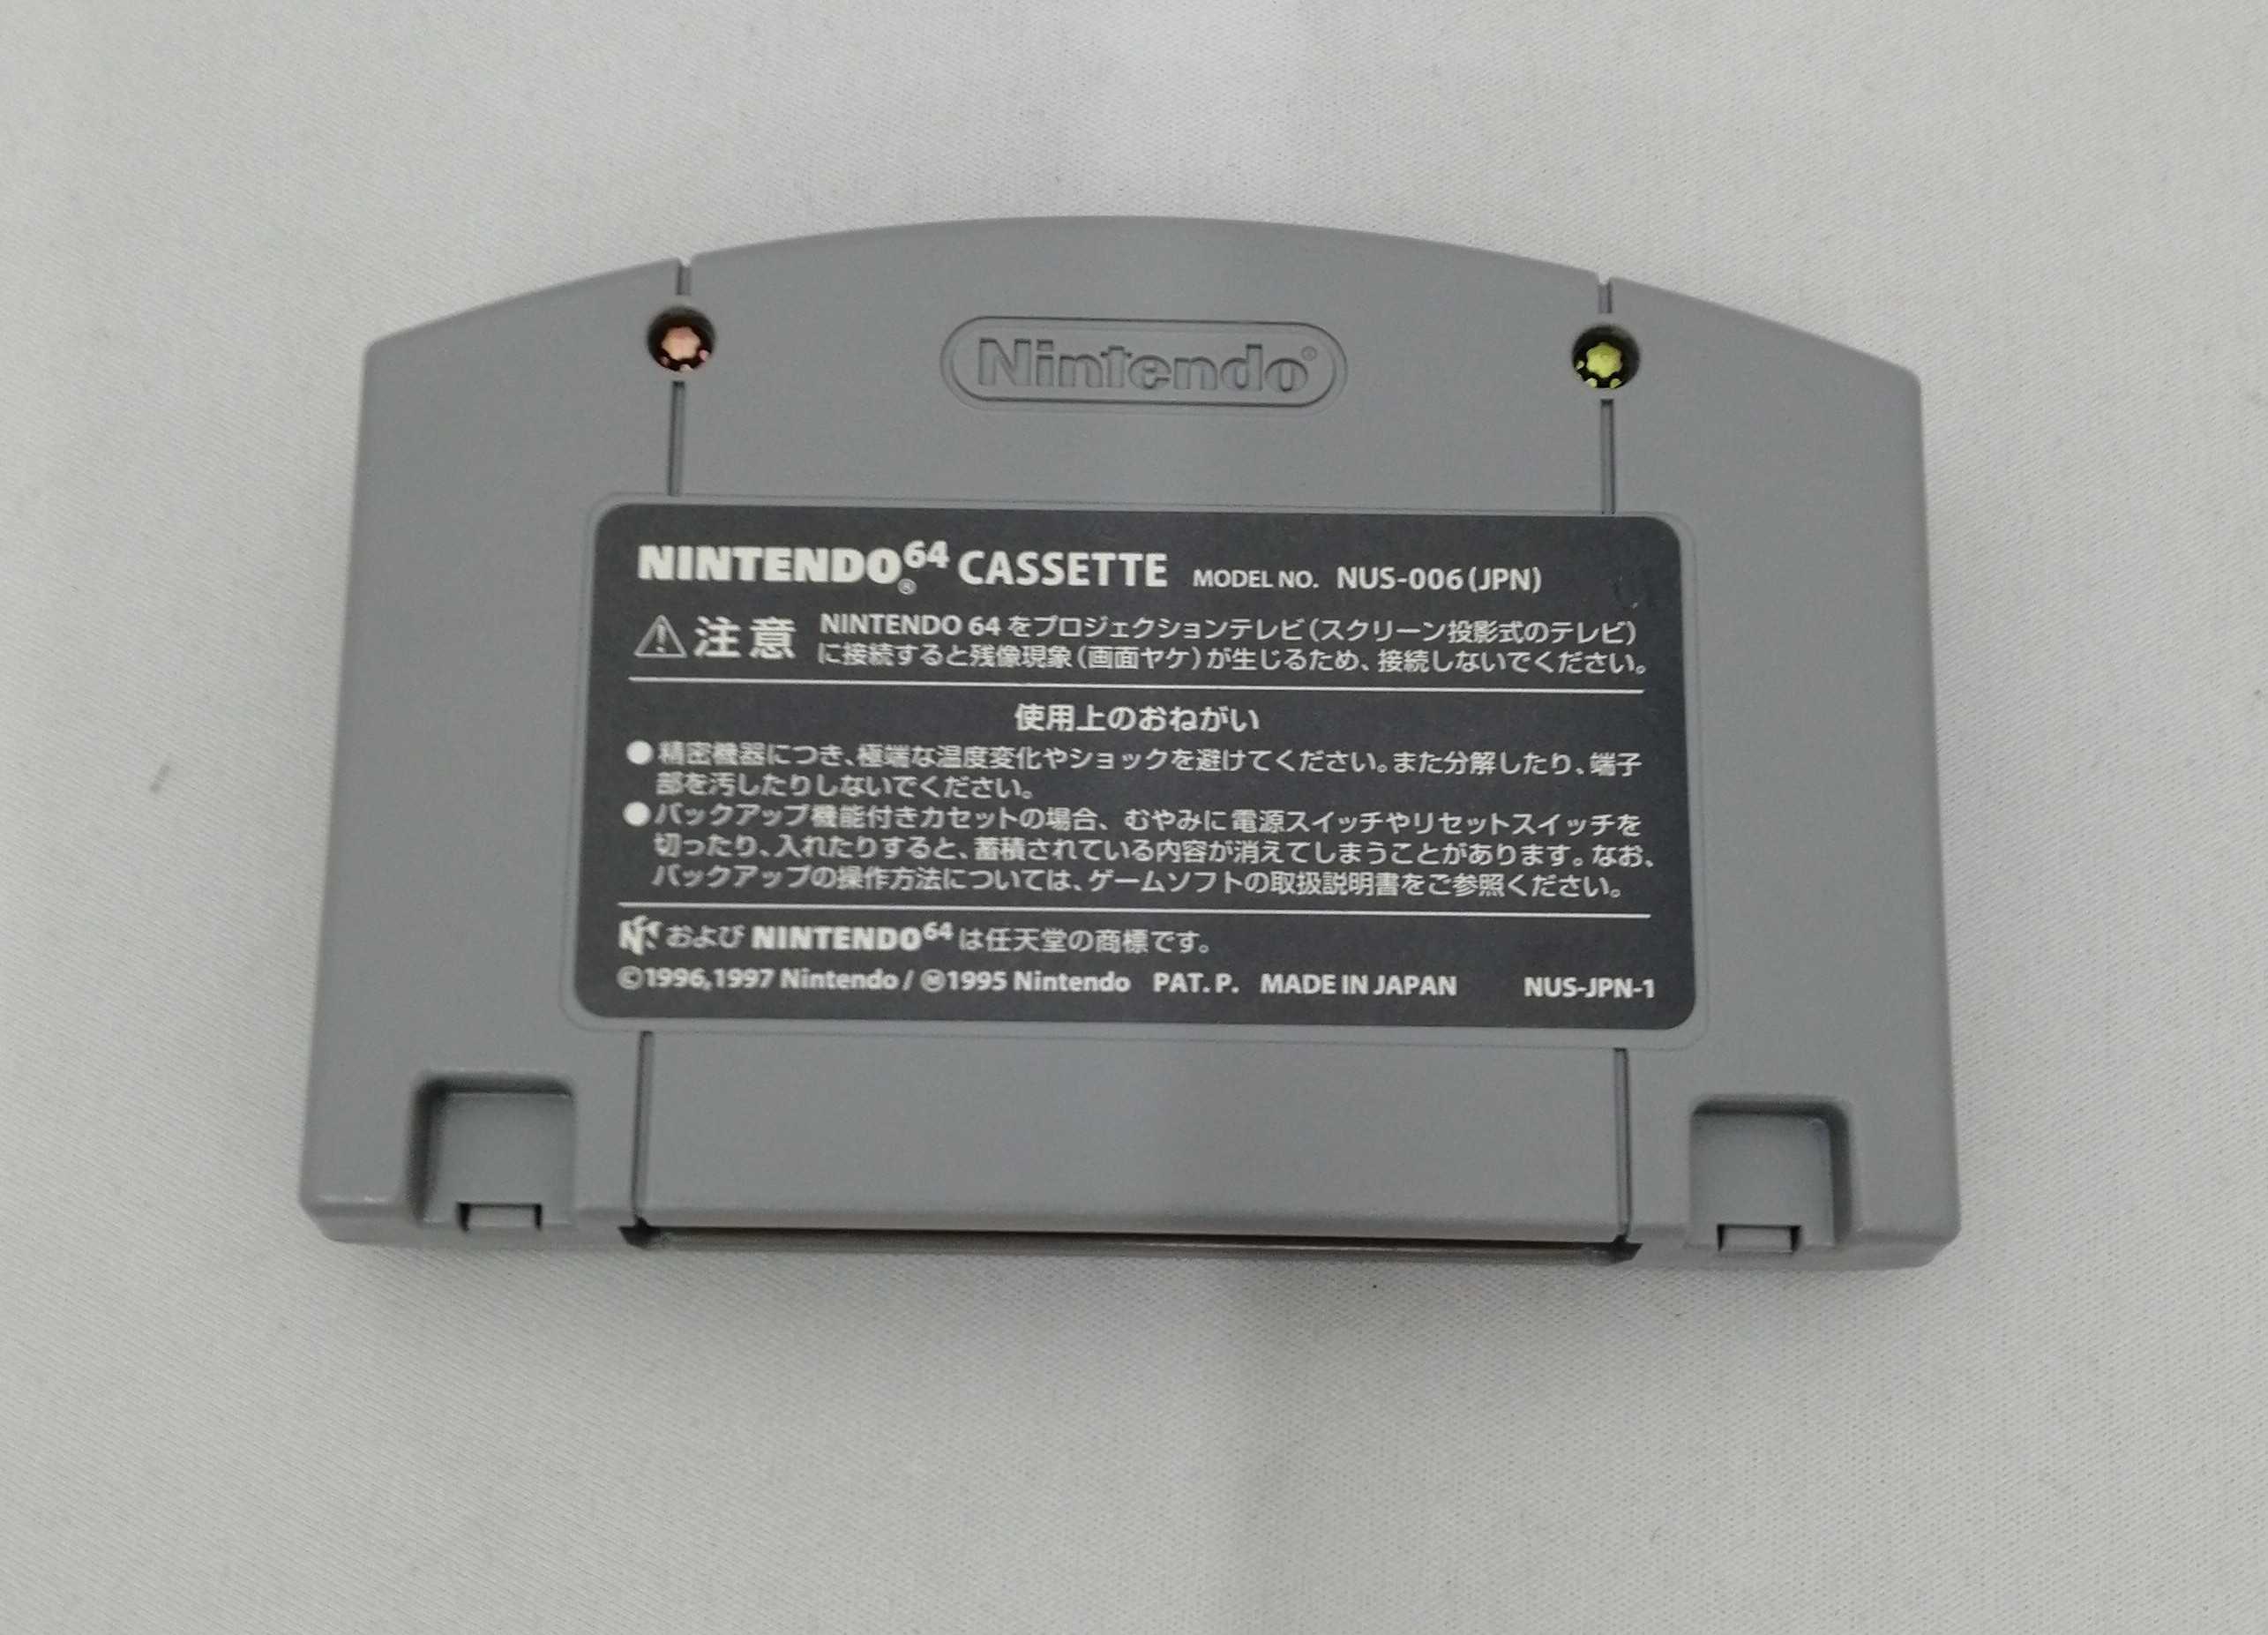 Nintendo®
NINTENDO®64 CASSETTE MODEL NO. NUS-006(JPN)
注意 NINTENDO 64 をプロジェクションテレビ(スクリーン投影式のテレビ)
に接続すると残像現象(画面ヤケ)が生じるため、接続しないでください。
使用上のおねがい
●精密機器につき、極端な温度変化やショックを避けてください。また分解したり、端子
部を汚したりしないでください。
●バックアップ機能付きカセットの場合、むやみに電源スイッチやリセットスイッチを
切ったり、入れたりすると、蓄積されている内容が消えてしまうことがあります。なお、
バックアップの操作方法については、ゲームソフトの取扱説明書をご参照ください。
および NINTENDO64 は任天堂の商標です。
©1996,1997 Nintendo / Ⓜ1995 Nintendo PAT. P. MADE IN JAPAN NUS-JPN-1